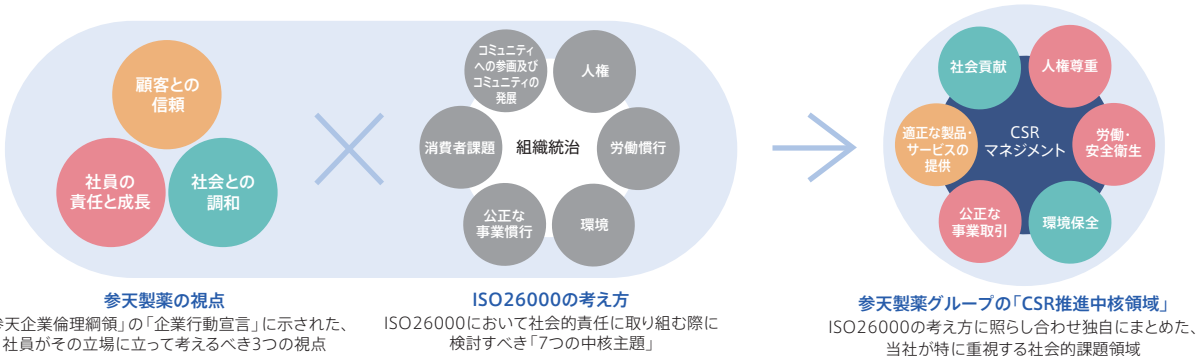 顧客との
信頼
社員の
責任と成長
社会との
調和
参天製薬の視点
参天企業倫理綱領」の「企業行動宣言」に示された、
社員がその立場に立って考えるべき3つの視点
コミュニティ
への参画及び
コミュニティの
発展
人権
消費者課題
組織統治
労働慣行
公正な
事業慣行
環境
ISO26000の考え方
ISO26000において社会的責任に取り組む際に
検討すべき「7つの中核主題」
社会貢献
人権尊重
適正な製品・
サービスの
提供
CSR
マネジメント
労働・
安全衛生
公正な
事業取引
環境保全
参天製薬グループの「CSR推進中核領域」
ISO26000の考え方に照らし合わせ独自にまとめた、
当社が特に重視する社会的課題領域